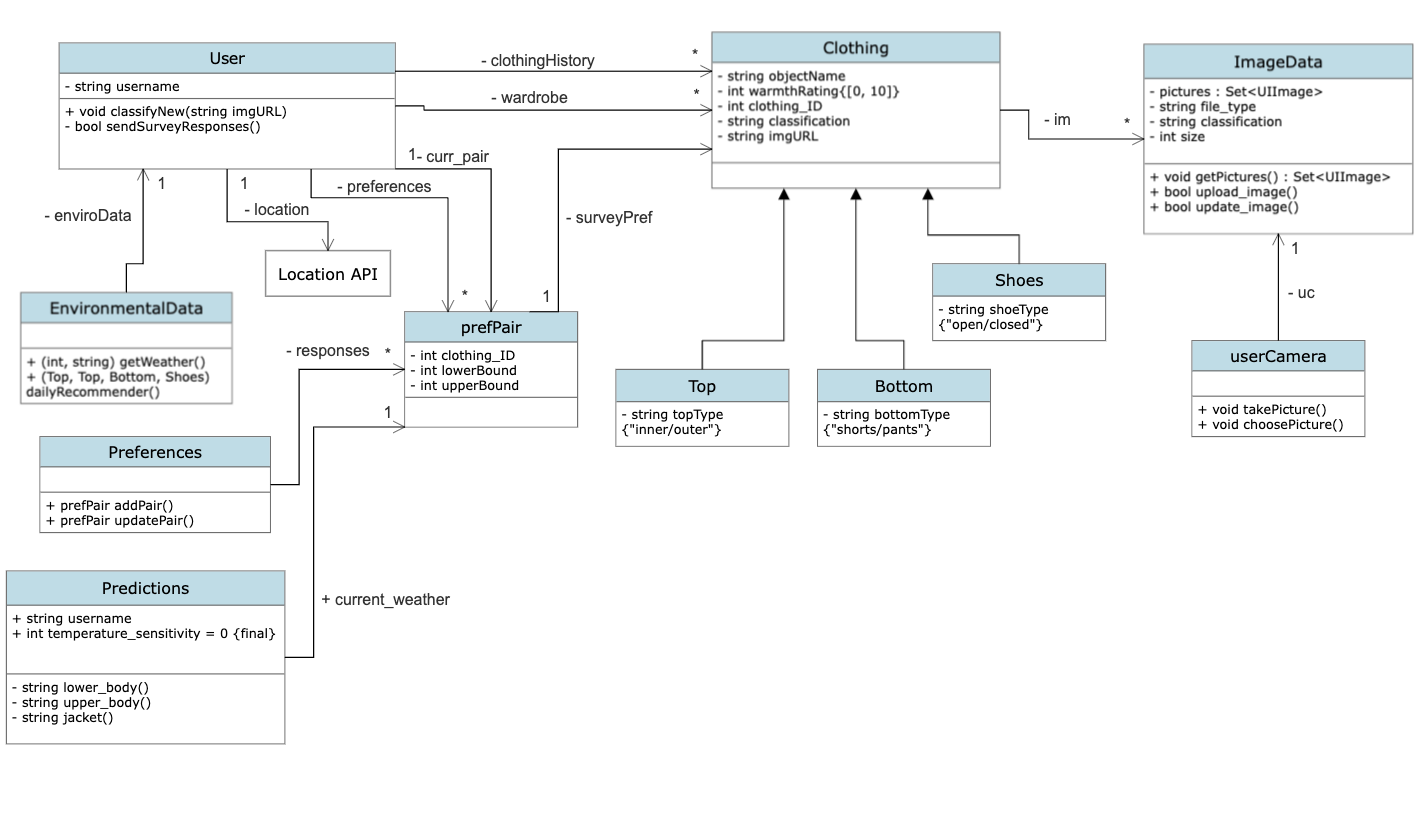 User
- string username
+ void classifyNew(string imgURL)
- bool sendSurveyResponses()
- clothingHistory
*
- wardrobe
*
Clothing
- string objectName
- int warmthRating{[0, 10]}
- int clothing_ID
- string classification
- string imgURL
- im
*
ImageData
- pictures : Set<UIImage>
- string file_type
- string classification
- int size
+ void getPictures() : Set<UIImage>
+ bool upload_image()
+ bool update_image()
1
- curr_pair
- preferences
*
1
- location
1
- enviroData
Location API
- surveyPref
1
1
- uc
EnvironmentalData
+ (int, string) getWeather()
+ (Top, Top, Bottom, Shoes)
dailyRecommender()
prefPair
- int clothing_ID
- int lowerBound
- int upperBound
- responses
*
1
Shoes
- string shoeType
{"open/closed"}
Top
- string topType
{"inner/outer"}
Bottom
- string bottomType
{"shorts/pants"}
userCamera
+ void takePicture()
+ void choosePicture()
Preferences
+ prefPair addPair()
+ prefPair updatePair()
Predictions
+ string username
+ int temperature_sensitivity = 0 {final}
- string lower_body()
- string upper_body()
- string jacket()
+ current_weather